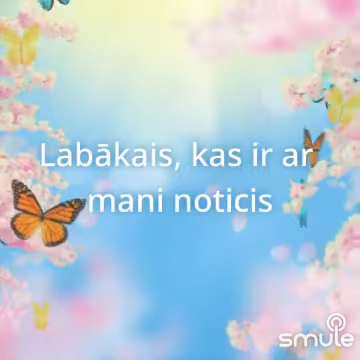 Labākais, kas ir ar
mani noticis
smule